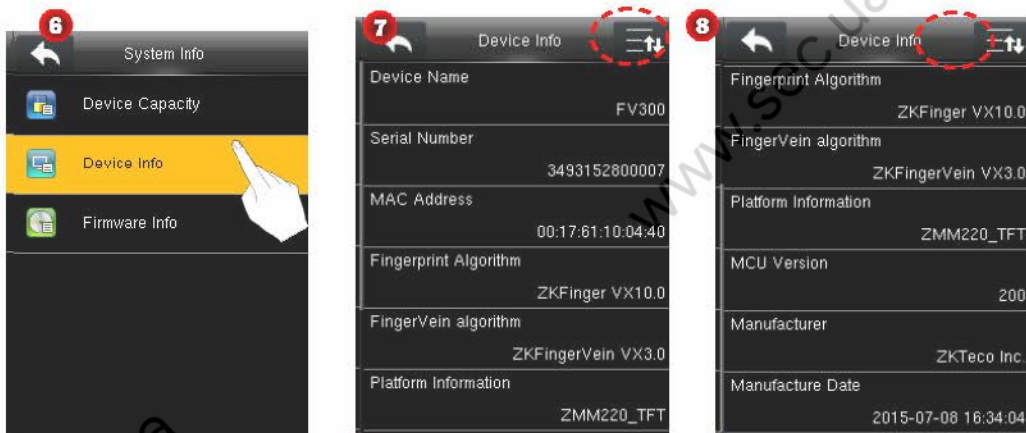 6
System Info
Device Capacity
Device Info
Firmware Info
7
Device Info
Device Name
FV300
Serial Number
3493152800007
MAC Address
00:17:61:10:04:40
Fingerprint Algorithm
ZKFinger VX10.0
FingerVein algorithm
ZKFingerVein VX3.0
Platform Information
ZMM220_TFT
8
Device Info
Fingerprint Algorithm
ZKFinger VX10.0
FingerVein algorithm
ZKFingerVein VX3.0
Platform Information
ZMM220_TFT
MCU Version
200
Manufacturer
ZKTeco Inc.
Manufacture Date
2015-07-08 16:34:04
www.sec.ua